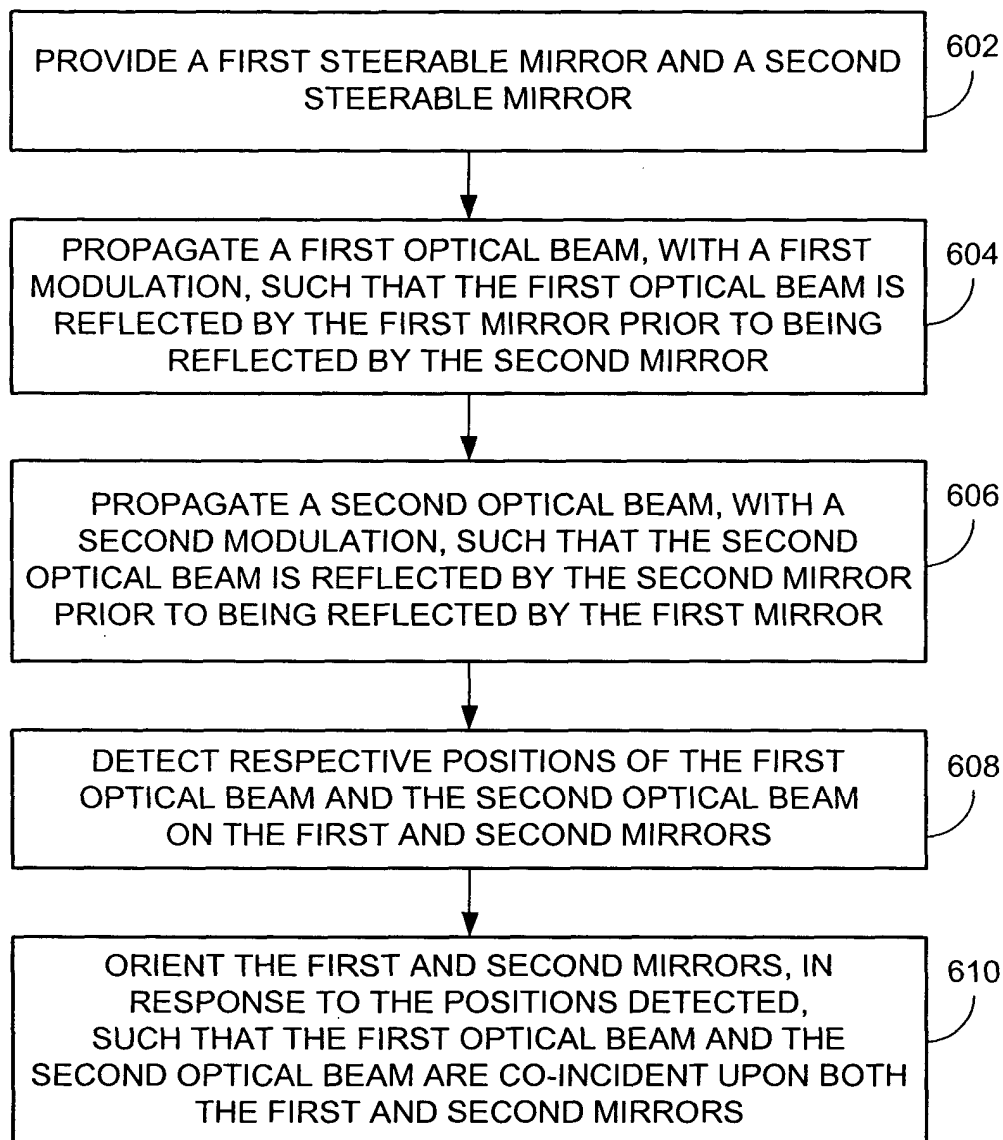 PROVIDE A FIRST STEERABLE MIRROR AND A SECOND
STEERABLE MIRROR
602
PROPAGATE A FIRST OPTICAL BEAM, WITH A FIRST
MODULATION, SUCH THAT THE FIRST OPTICAL BEAM IS
REFLECTED BY THE FIRST MIRROR PRIOR TO BEING
REFLECTED BY THE SECOND MIRROR
604
PROPAGATE A SECOND OPTICAL BEAM, WITH A
SECOND MODULATION, SUCH THAT THE SECOND
OPTICAL BEAM IS REFLECTED BY THE SECOND MIRROR
PRIOR TO BEING REFLECTED BY THE FIRST MIRROR
606
DETECT RESPECTIVE POSITIONS OF THE FIRST
OPTICAL BEAM AND THE SECOND OPTICAL BEAM
ON THE FIRST AND SECOND MIRRORS
608
ORIENT THE FIRST AND SECOND MIRRORS, IN
RESPONSE TO THE POSITIONS DETECTED,
SUCH THAT THE FIRST OPTICAL BEAM AND THE
SECOND OPTICAL BEAM ARE CO-INCIDENT UPON BOTH
THE FIRST AND SECOND MIRRORS
610